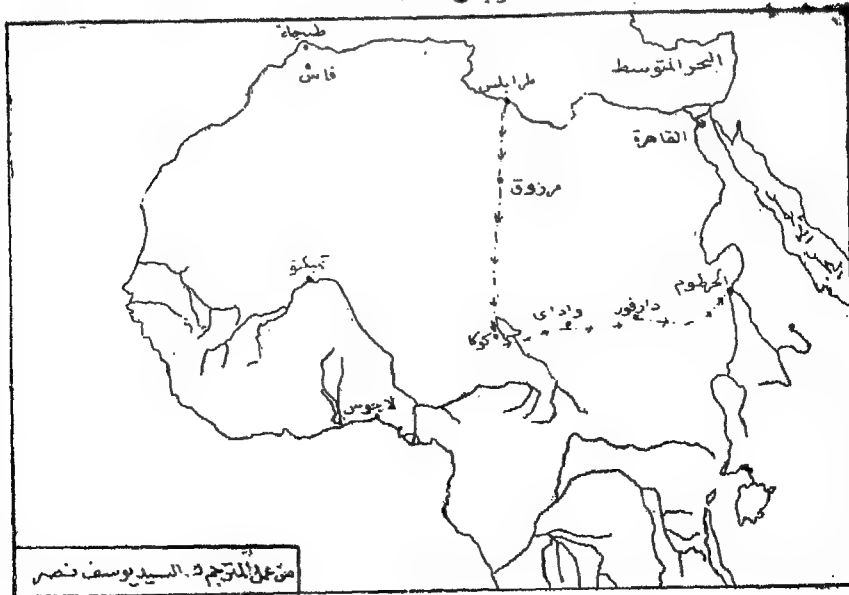 طنجة
فاس
طرابلس
البحر المتوسط
القاهرة
مرزوق
البحر الأحمر
تمبكتو
الخرطوم
دارفور
واداى
كوكا
لاجوس
من عمل المترجم د. السيد يوسف نصر